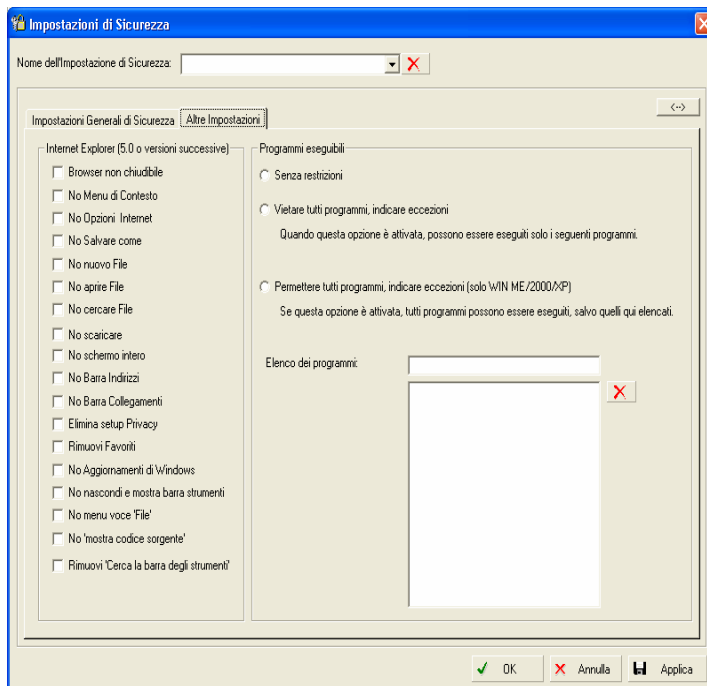 Impostazioni di Sicurezza
Nome dell'Impostazione di Sicurezza:
<->
Impostazioni Generali di Sicurezza
Altre Impostazioni
Internet Explorer (5.0 o versioni successive)
Browser non chiudibile
No Menu di Contesto
No Opzioni Internet
No Salvare come
No nuovo File
No aprire File
No cercare File
No scaricare
No schermo intero
No Barra Indirizzi
No Barra Collegamenti
Elimina setup Privacy
Rimuovi Favoriti
No Aggiornamenti di Windows
No nascondi e mostra barra strumenti
No menu voce 'File'
No 'mostra codice sorgente'
Rimuovi 'Cerca la barra degli strumenti'
Programmi eseguibili
Senza restrizioni
Vietare tutti programmi, indicare eccezioni
Quando questa opzione è attivata, possono essere eseguiti solo i seguenti programmi.
Permettere tutti programmi, indicare eccezioni (solo WIN ME/2000/XP)
Se questa opzione è attivata, tutti programmi possono essere eseguiti, salvo quelli qui elencati.
Elenco dei programmi:
OK
Annulla
Applica